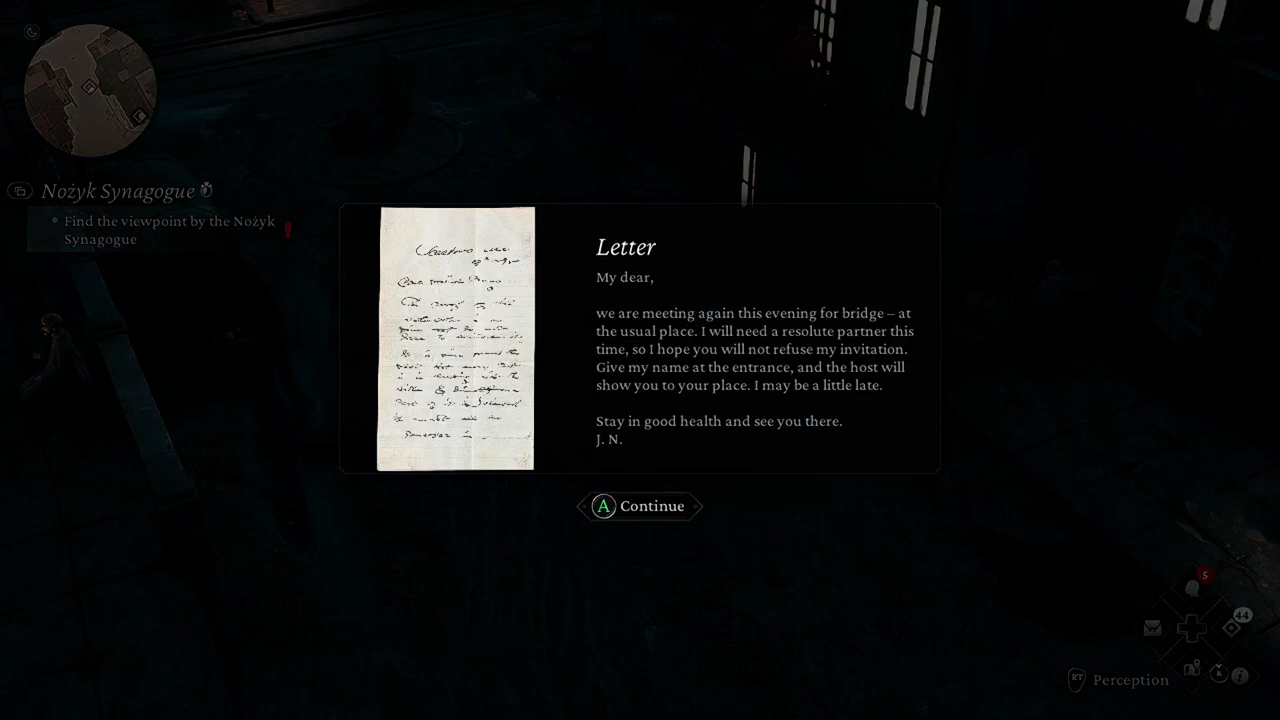 Nożyk Synagogue
Find the viewpoint by the Nożyk
Synagogue
Letter
My dear,
we are meeting again this evening for bridge – at
the usual place. I will need a resolute partner this
time, so I hope you will not refuse my invitation.
Give my name at the entrance, and the host will
show you to your place. I may be a little late.
Stay in good health and see you there.
J. N.
A Continue
5
44
RT Perception
R